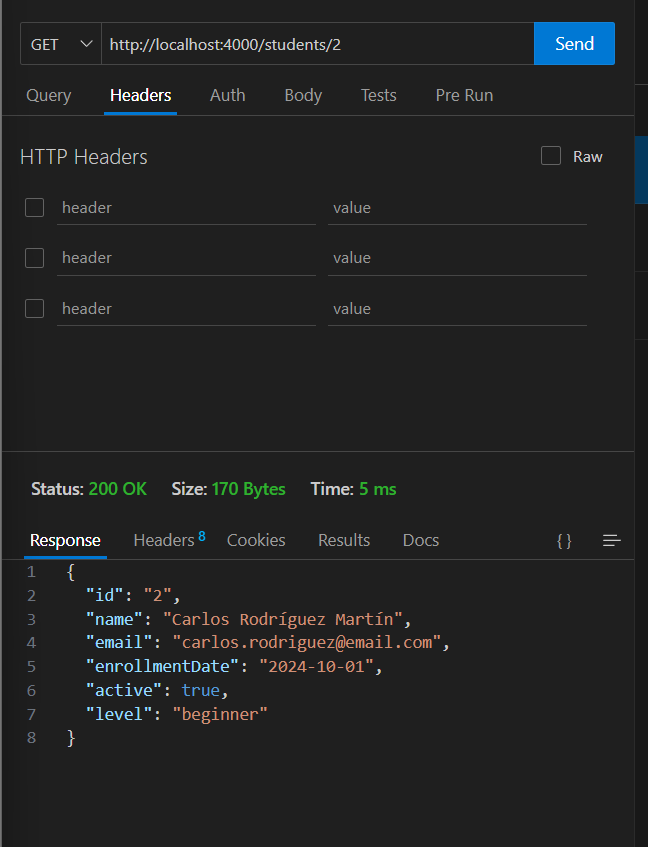 GET http://localhost:4000/students/2 Send
Query Headers Auth Body Tests Pre Run
HTTP Headers Raw
header value
header value
header value
Status: 200 OK Size: 170 Bytes Time: 5 ms
Response Headers 8 Cookies Results Docs { }
1 {
2 "id": "2",
3 "name": "Carlos Rodríguez Martín",
4 "email": "carlos.rodriguez@email.com",
5 "enrollmentDate": "2024-10-01",
6 "active": true,
7 "level": "beginner"
8 }